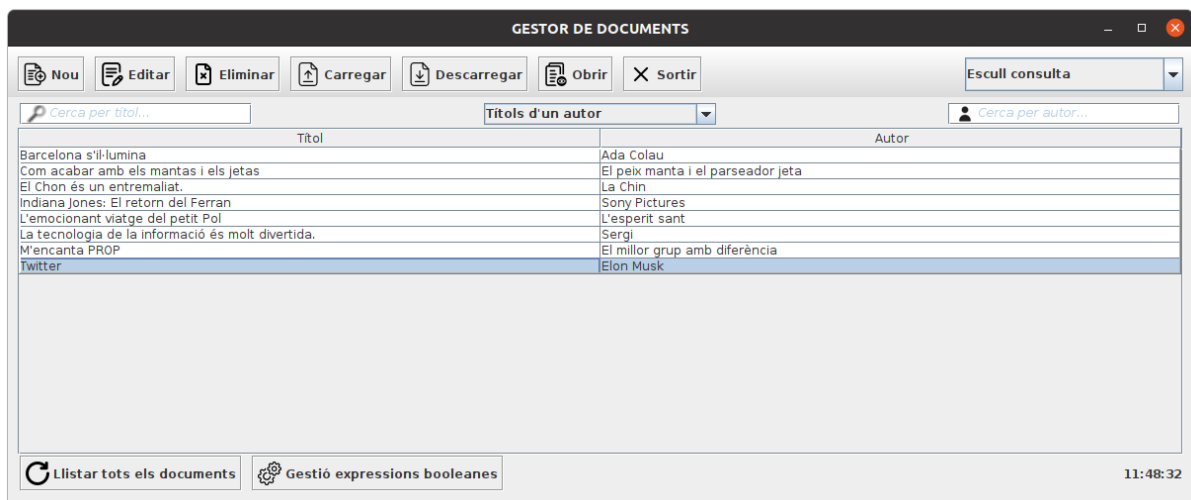 GESTOR DE DOCUMENTS
Nou Editar Eliminar Carregar Descarregar Obrir Sortir Escull consulta
Cerca per títol... Títols d'un autor Cerca per autor...
Títol Autor
Barcelona s'il·lumina Ada Colau
Com acabar amb els mantas i els jetas El peix manta i el parseador jeta
El Chon és un entremaliat. La Chin
Indiana Jones: El retorn del Ferran Sony Pictures
L'emocionant viatge del petit Pol L'esperit sant
La tecnologia de la informació és molt divertida. Sergi
M'encanta PROP El millor grup amb diferència
Twitter Elon Musk
Llistar tots els documents Gestió expressions booleanes 11:48:32